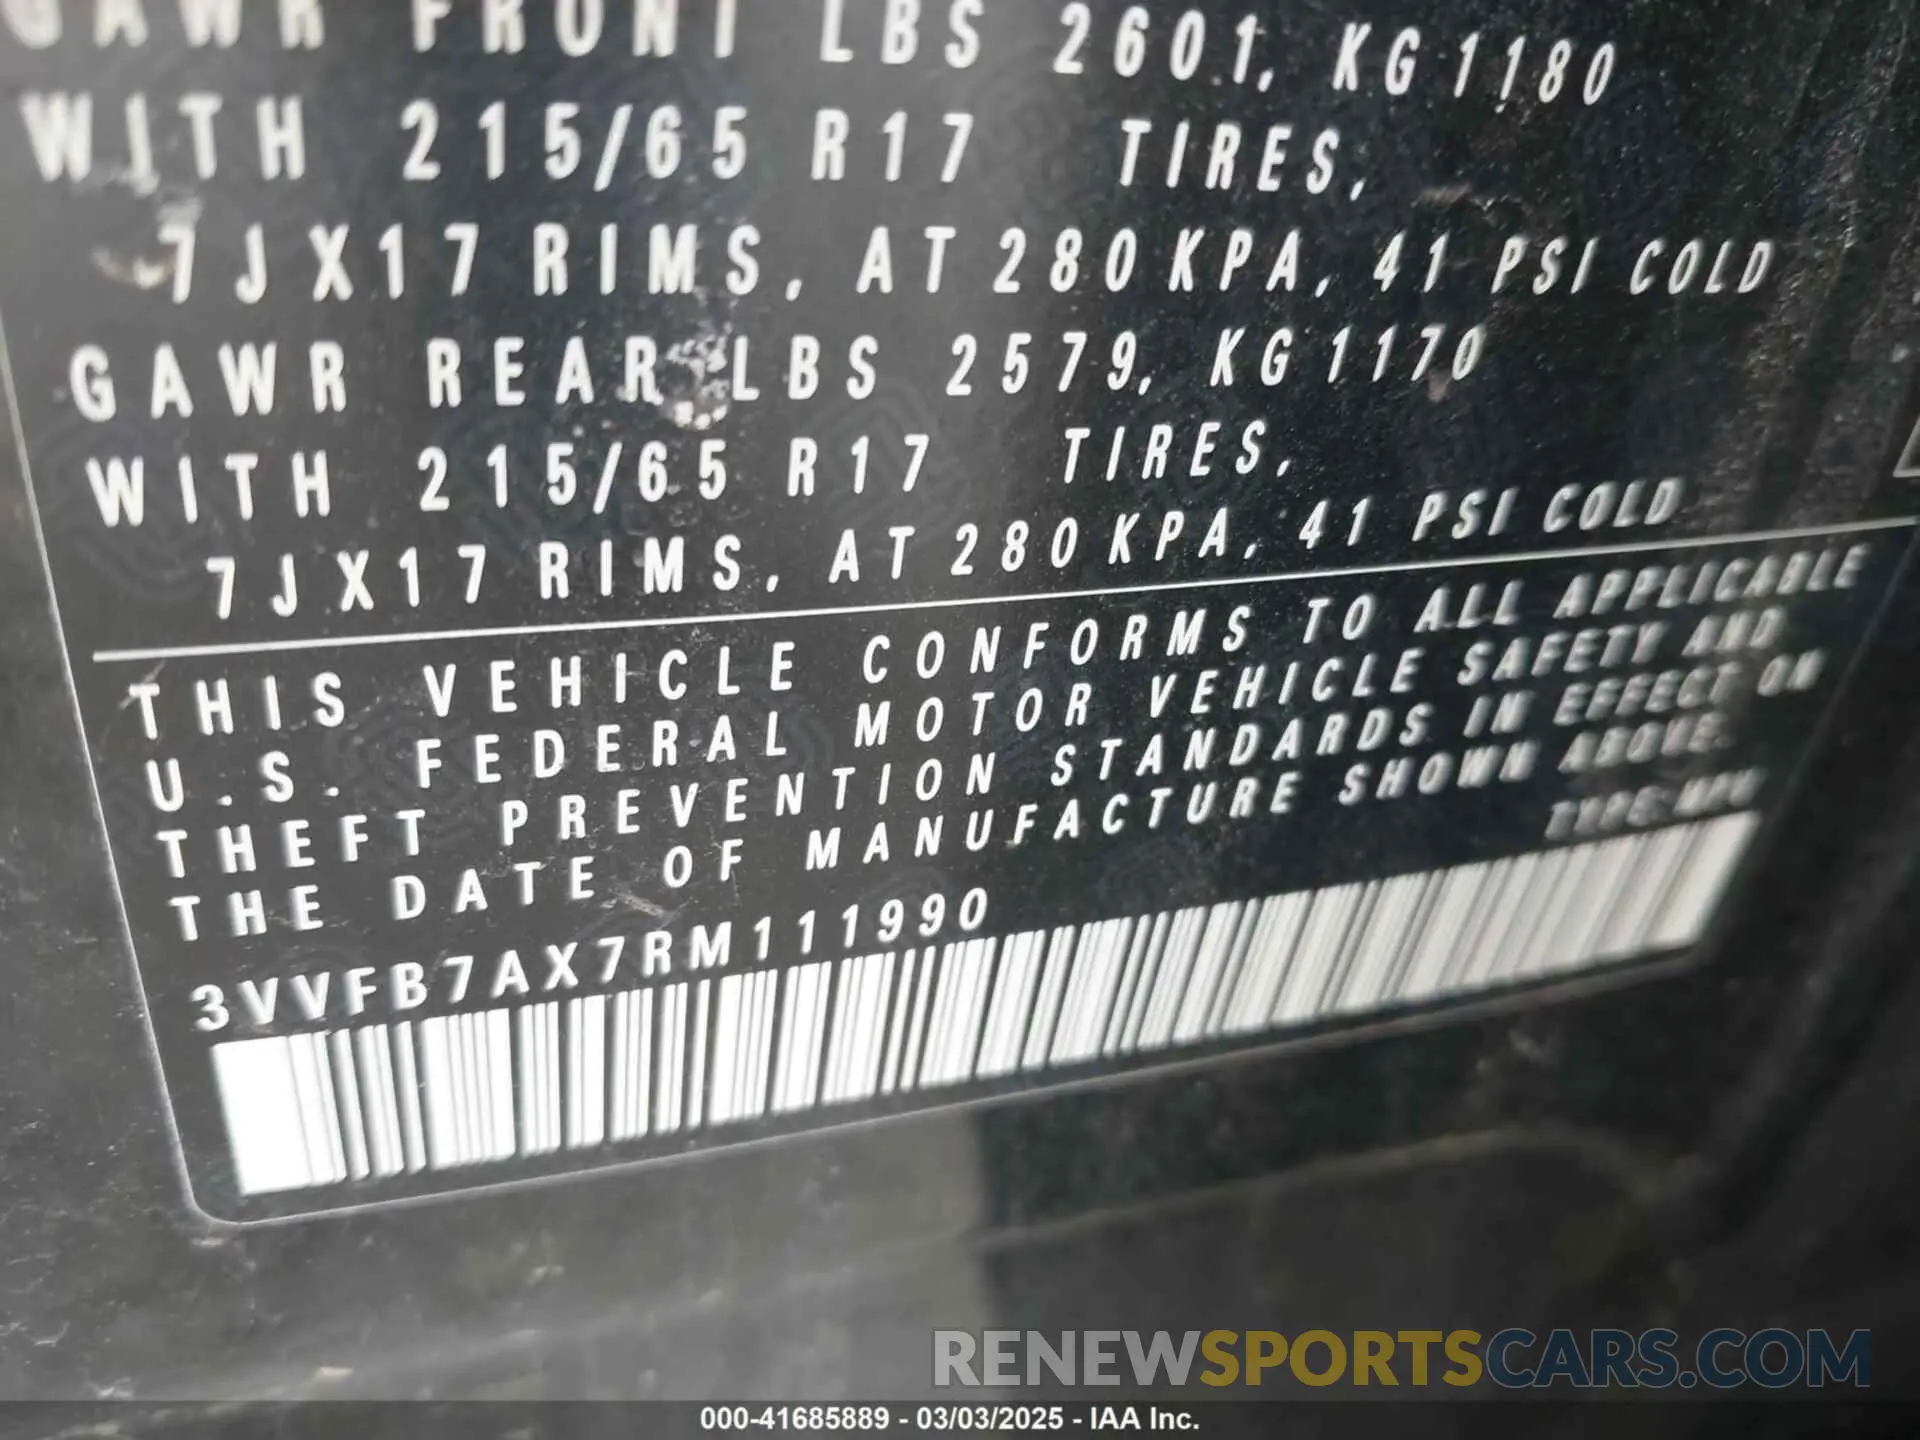 GAWR FRONT LBS 2601, KG 1180
WITH 215/65 R17 TIRES,
7JX17 RIMS, AT 280 KPA, 41 PSI COLD
GAWR REAR LBS 2579, KG 1170
WITH 215/65 R17 TIRES,
7JX17 RIMS, AT 280 KPA, 41 PSI COLD
THIS VEHICLE CONFORMS TO ALL APPLICABLE
U.S. FEDERAL MOTOR VEHICLE SAFETY AND
THEFT PREVENTION STANDARDS IN EFFECT ON
THE DATE OF MANUFACTURE SHOWN ABOVE.
TYPE: MPV
3VVFB7AX7RM111990
RENEWSPORTSCARS.COM
000-41685889 - 03/03/2025 - IAA Inc.